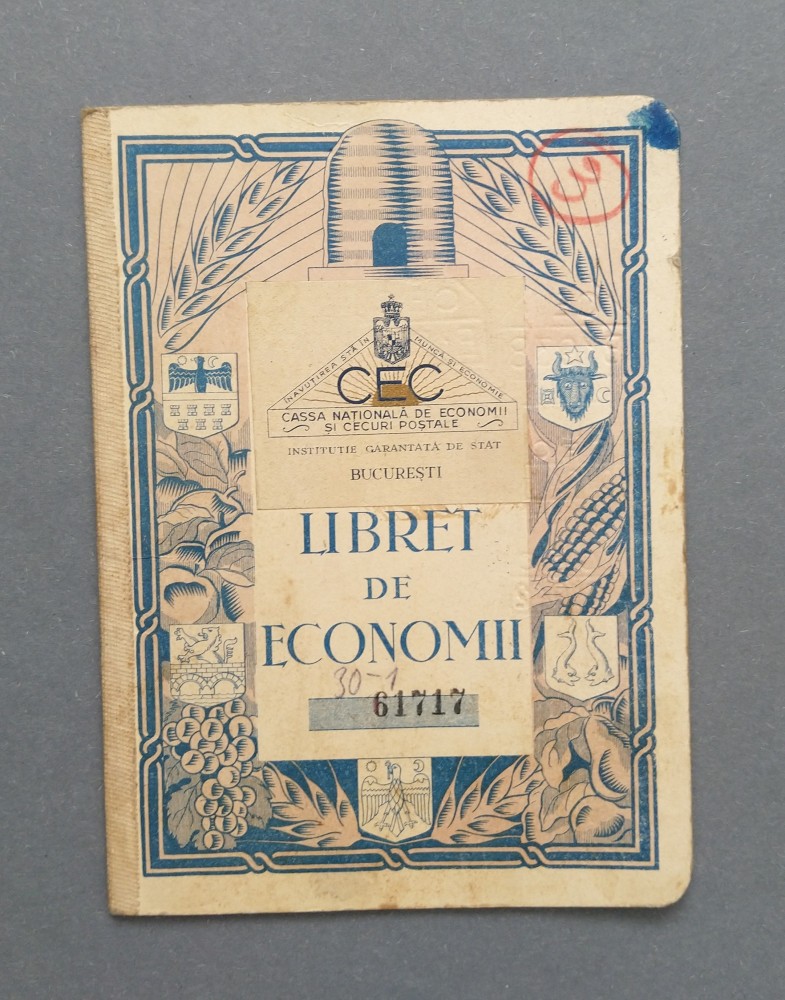 3
ÎNAVUȚIREA STĂ ÎN MUNCĂ ȘI ECONOMIE
CEC
CASSA NAȚIONALĂ DE ECONOMII
ȘI CECURI POȘTALE
INSTITUȚIE GARANTATĂ DE STAT
BUCUREȘTI
LIBRET
DE
ECONOMII
30-1
61717